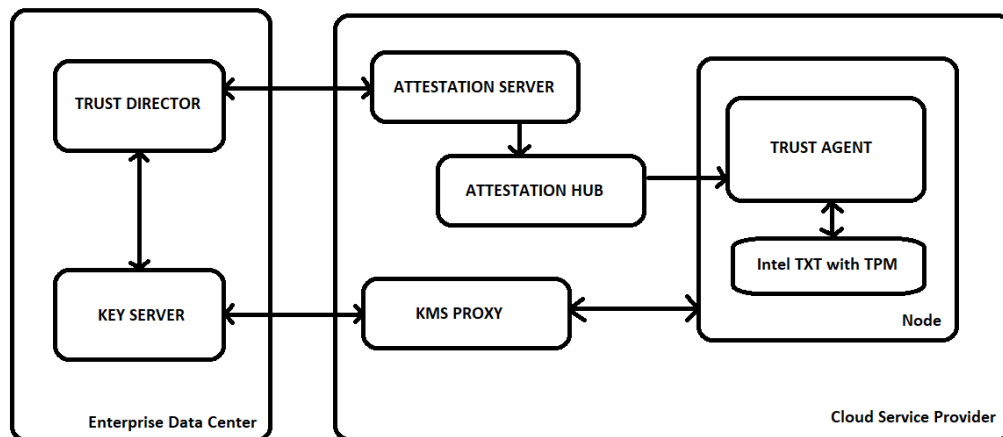 TRUST DIRECTOR
KEY SERVER
Enterprise Data Center
ATTESTATION SERVER
ATTESTATION HUB
KMS PROXY
TRUST AGENT
Intel TXT with TPM
Node
Cloud Service Provider